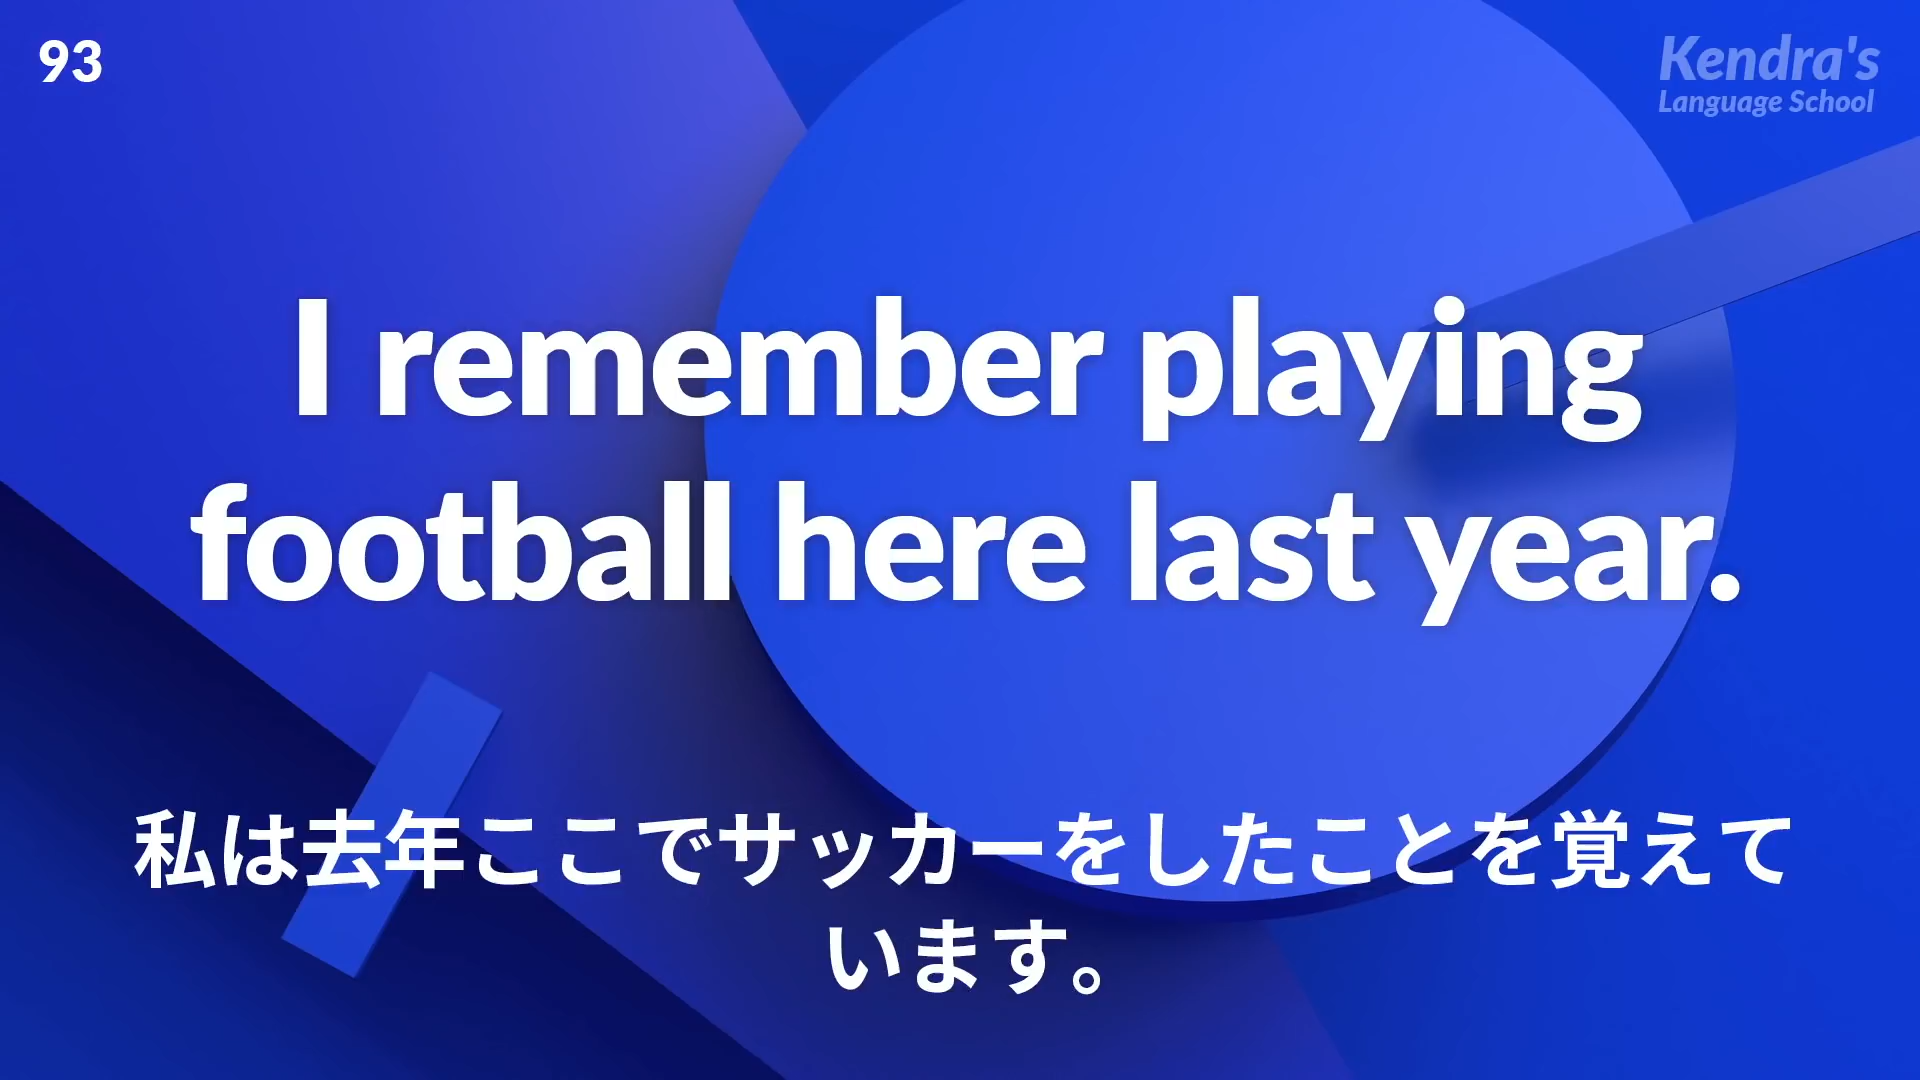 93
Kendra's
Language School
I remember playing
football here last year.
私は去年ここでサッカーをしたことを覚えて
います。